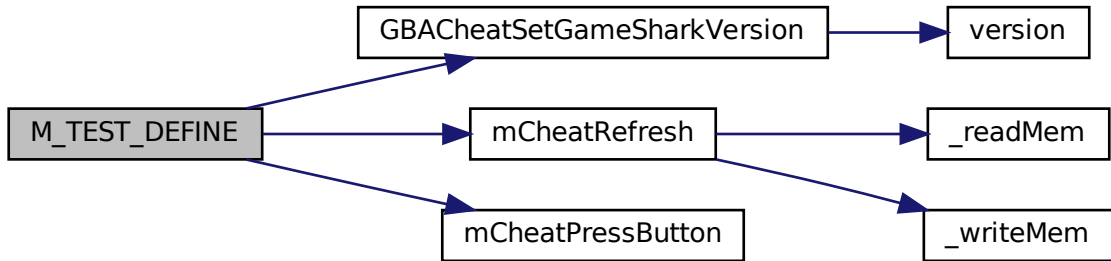 GBACheatSetGameSharkVersion
version
M_TEST_DEFINE
mCheatRefresh
_readMem
mCheatPressButton
_writeMem